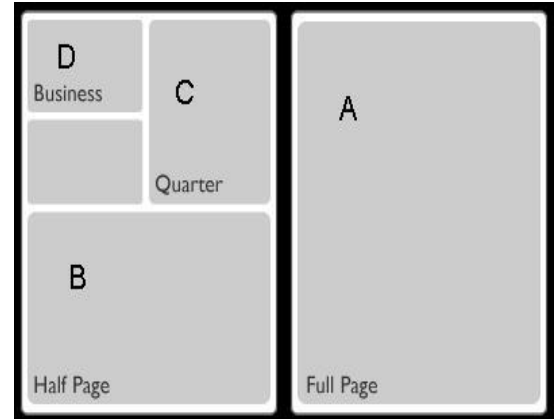 D
Business
C
Quarter
B
Half Page
A
Full Page